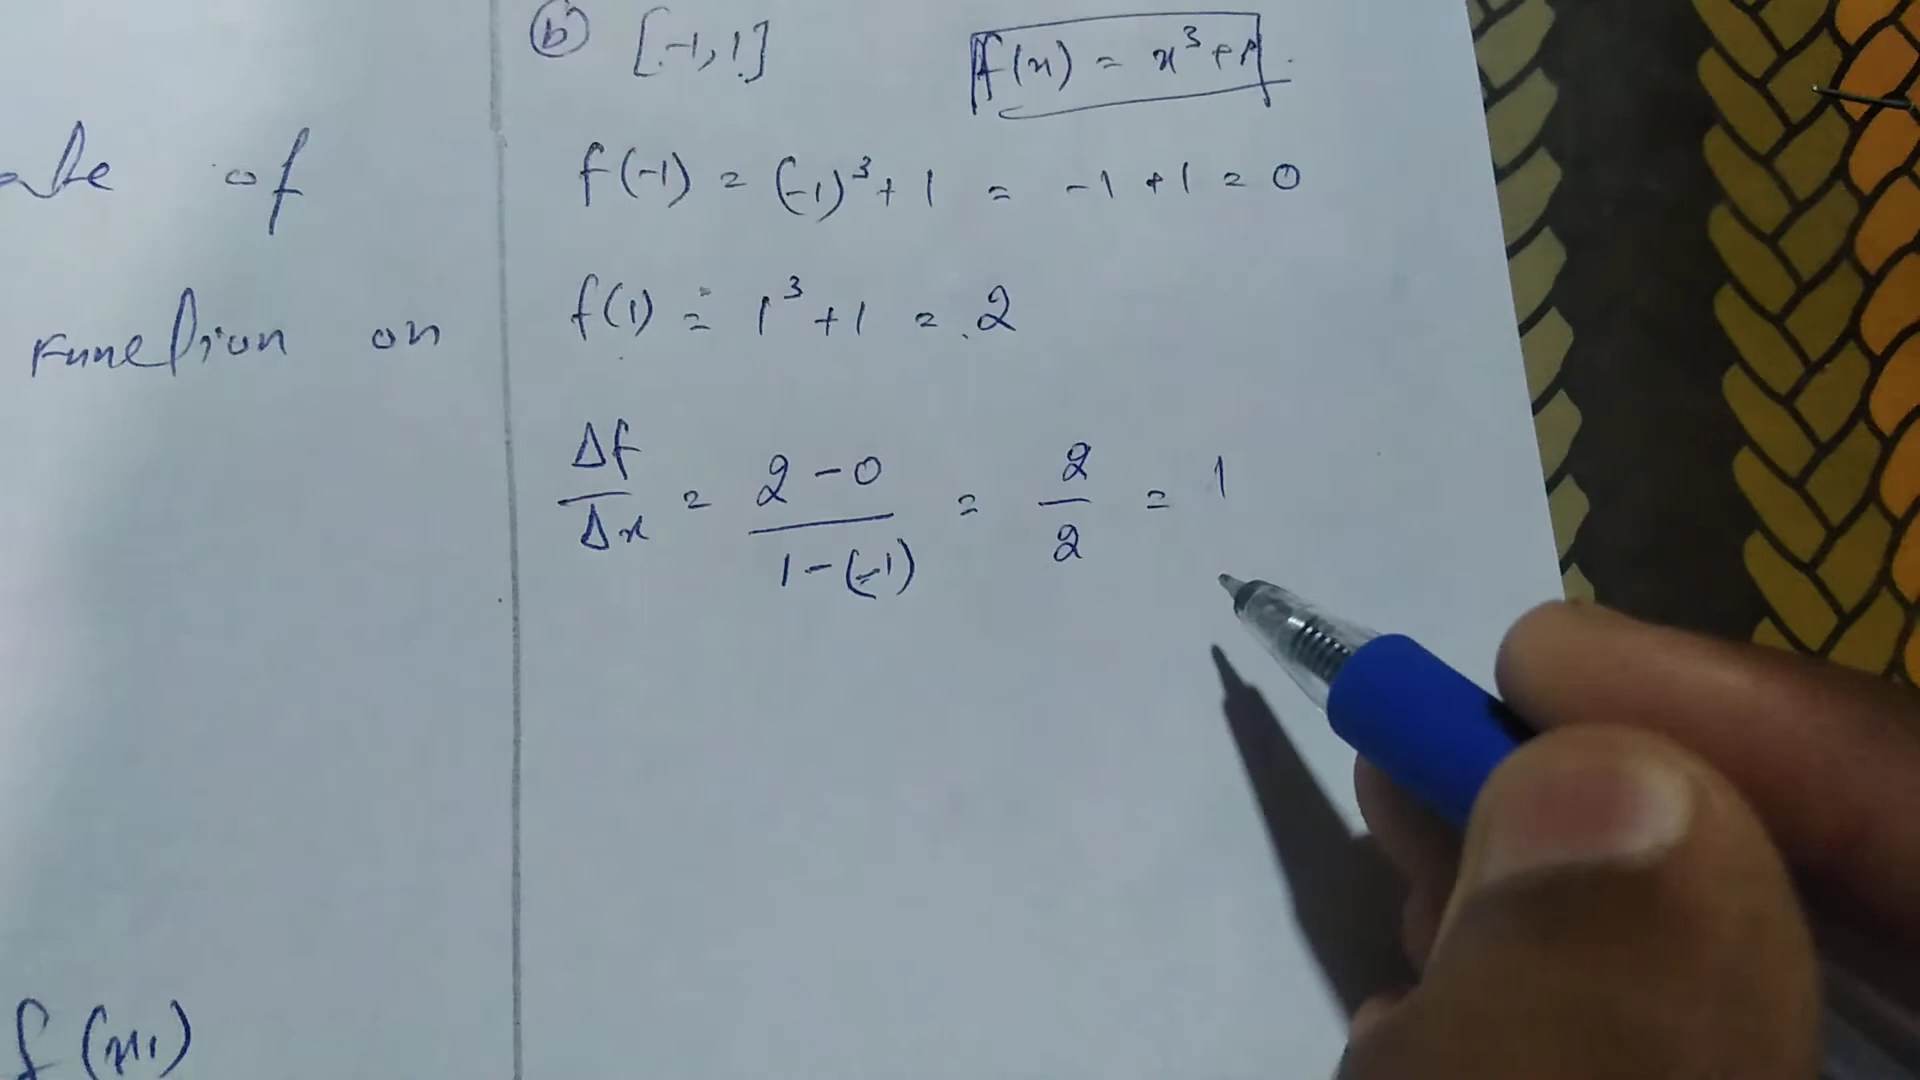 ate of
Function on
f(x₁)
(b) [-1, 1] f(x) = x³ + 1
f(-1) = (-1)³ + 1 = -1 + 1 = 0
f(1) = 1³ + 1 = 2
Δf/Δx = 2 - 0 / 1 - (-1) = 2/2 = 1